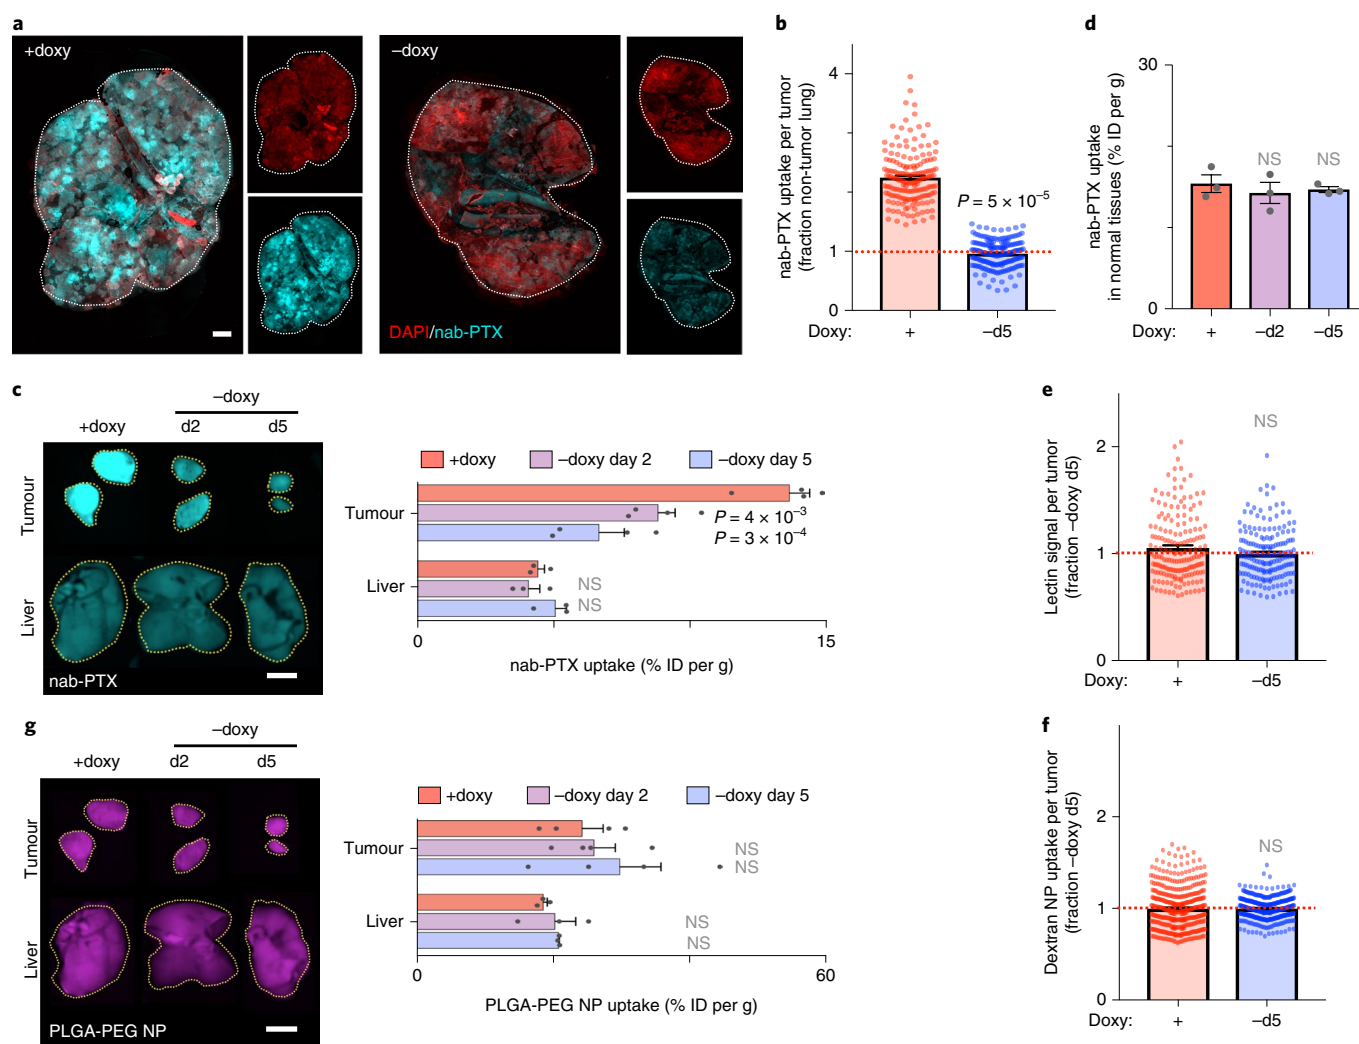 a
+doxy
–doxy
DAPI/nab-PTX
b
nab-PTX uptake per tumor
(fraction non-tumor lung)
4
1
0
P = 5 × 10⁻⁵
Doxy:
+
–d5
d
nab-PTX uptake
in normal tissues (% ID per g)
30
0
NS
NS
Doxy:
+
–d2
–d5
c
–doxy
+doxy
d2
d5
Tumour
Liver
nab-PTX
+doxy
–doxy day 2
–doxy day 5
Tumour
P = 4 × 10⁻³
P = 3 × 10⁻⁴
Liver
NS
NS
0
15
nab-PTX uptake (% ID per g)
e
Lectin signal per tumor
(fraction –doxy d5)
2
1
0
NS
Doxy:
+
–d5
g
–doxy
+doxy
d2
d5
Tumour
Liver
PLGA-PEG NP
+doxy
–doxy day 2
–doxy day 5
Tumour
NS
NS
Liver
NS
NS
0
60
PLGA-PEG NP uptake (% ID per g)
f
Dextran NP uptake per tumor
(fraction –doxy d5)
2
1
0
NS
Doxy:
+
–d5